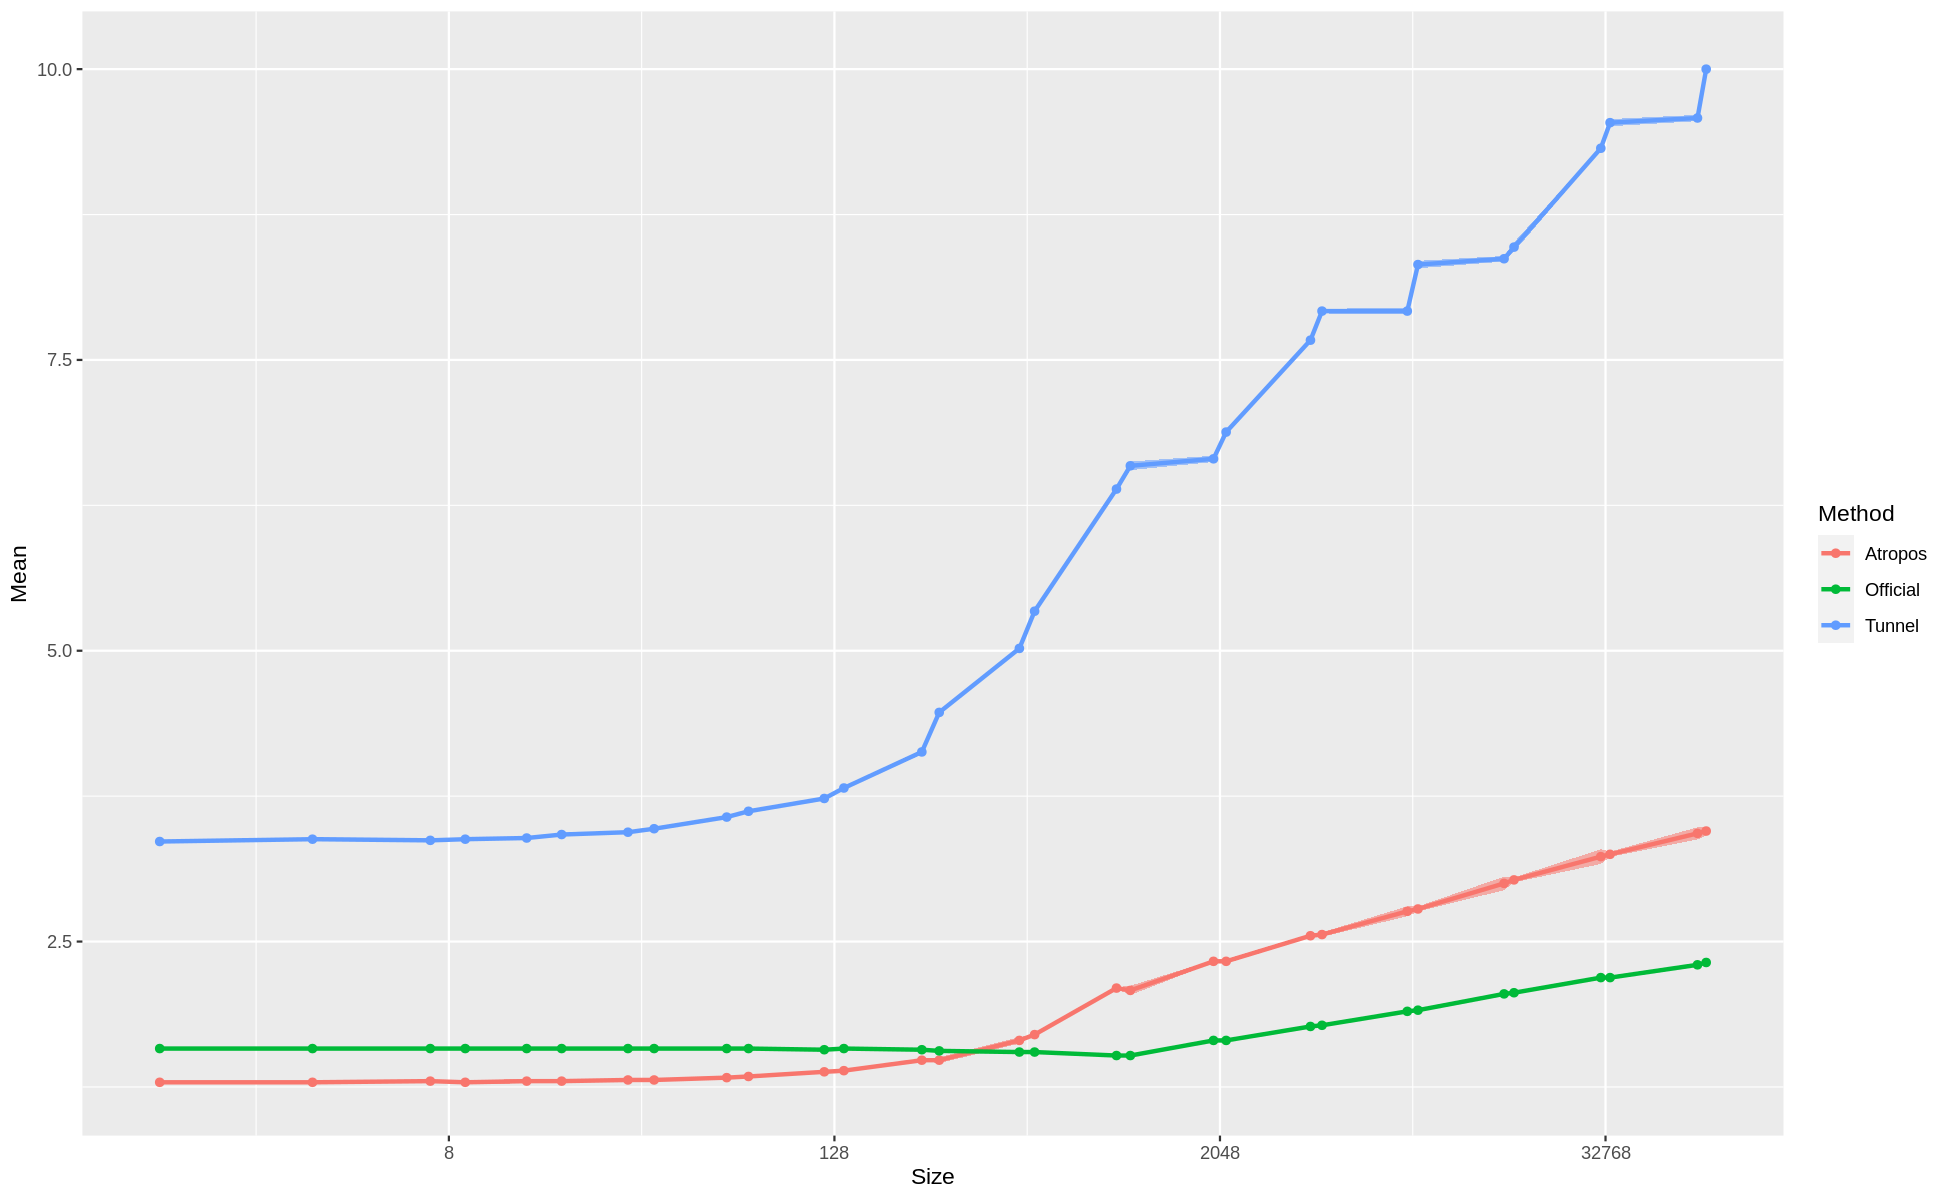 10.0
7.5
5.0
2.5
Mean
8
128
2048
32768
Size
Method
Atropos
Official
Tunnel